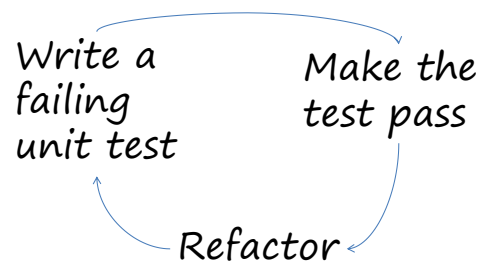 Write a
failing
unit test
Make the
test pass
Refactor